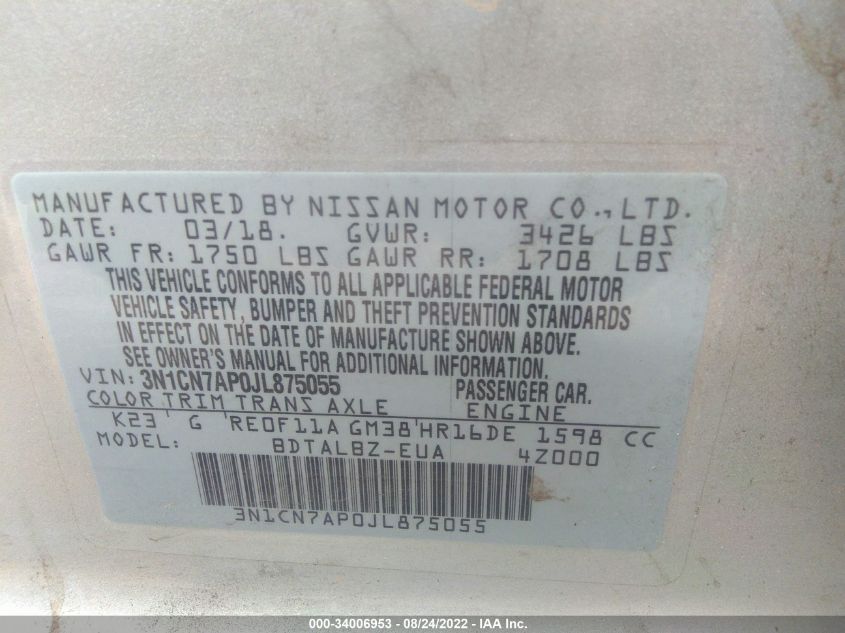 MANUFACTURED BY NISSAN MOTOR CO., LTD.
DATE: 03/18. GVWR: 3426 LBS
GAWR FR: 1750 LBS GAWR RR: 1708 LBS
THIS VEHICLE CONFORMS TO ALL APPLICABLE FEDERAL MOTOR
VEHICLE SAFETY, BUMPER AND THEFT PREVENTION STANDARDS
IN EFFECT ON THE DATE OF MANUFACTURE SHOWN ABOVE.
SEE OWNER'S MANUAL FOR ADDITIONAL INFORMATION.
VIN: 3N1CN7AP0JL875055 PASSENGER CAR.
COLOR TRIM TRANS AXLE ENGINE
K23 G RE0F11A GM38 HR16DE 1598 CC
MODEL: BDTALBZ-EUA 4Z000
3N1CN7AP0JL875055
000-34006953 - 08/24/2022 - IAA Inc.